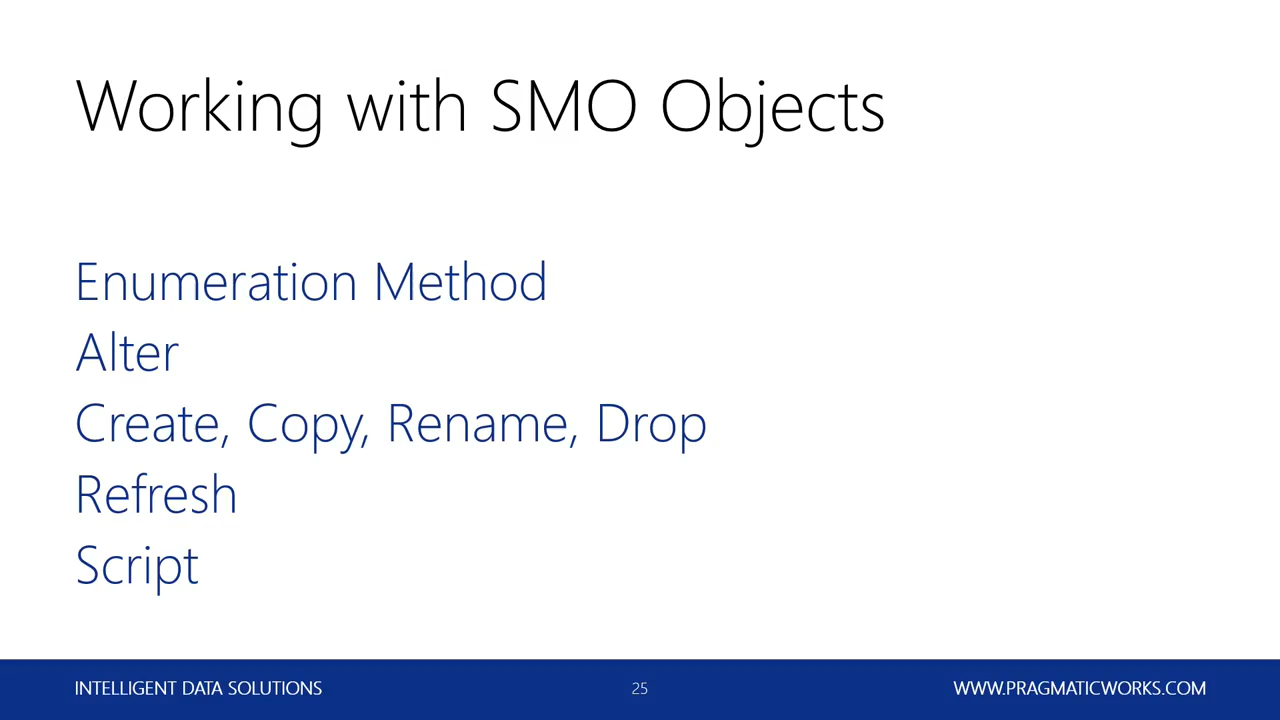 Working with SMO Objects
Enumeration Method
Alter
Create, Copy, Rename, Drop
Refresh
Script
INTELLIGENT DATA SOLUTIONS
25
WWW.PRAGMATICWORKS.COM